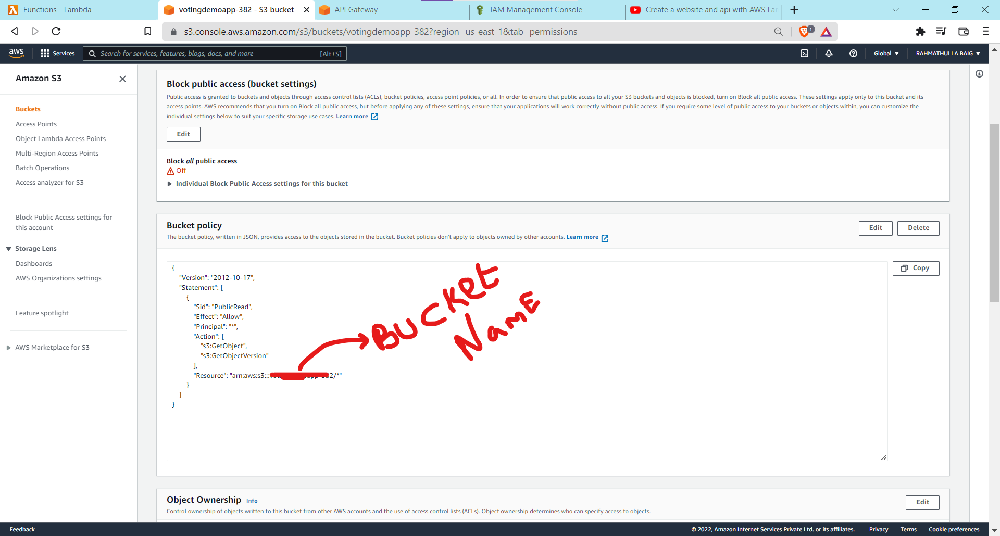 Functions - Lambda
votingdemoapp-382 - S3 bucket
API Gateway
IAM Management Console
Create a website and api with AWS La
s3.console.aws.amazon.com/s3/buckets/votingdemoapp-382?region=us-east-1&tab=permissions
1
aws
Services
Search for services, features, blogs, docs, and more
[Alt+S]
Global
RAHMATHULLA BAIG
Amazon S3
Buckets
Access Points
Object Lambda Access Points
Multi-Region Access Points
Batch Operations
Access analyzer for S3
Block Public Access settings for
this account
Storage Lens
Dashboards
AWS Organizations settings
Feature spotlight
AWS Marketplace for S3
Block public access (bucket settings)
Public access is granted to buckets and objects through access control lists (ACLs), bucket policies, access point policies, or all. In order to ensure that public access to all your S3 buckets and objects is blocked, turn on Block all public access. These settings apply only to this bucket and its
access points. AWS recommends that you turn on Block all public access, but before applying any of these settings, ensure that your applications will work correctly without public access. If you require some level of public access to your buckets or objects within, you can customize the
individual settings below to suit your specific storage use cases. Learn more
Edit
Block all public access
Off
Individual Block Public Access settings for this bucket
Bucket policy
The bucket policy, written in JSON, provides access to the objects stored in the bucket. Bucket policies don't apply to objects owned by other accounts. Learn more
Edit
Delete
Copy
{
"Version": "2012-10-17",
"Statement": [
{
"Sid": "PublicRead",
"Effect": "Allow",
"Principal": "*",
"Action": [
"s3:GetObject",
"s3:GetObjectVersion"
],
"Resource": "arn:aws:s3:::
2/*"
}
]
}
BUCKET
NAME
Object Ownership Info
Control ownership of objects written to this bucket from other AWS accounts and the use of access control lists (ACLs). Object ownership determines who can specify access to objects.
Edit
Feedback
© 2022, Amazon Internet Services Private Ltd. or its affiliates.
Privacy
Terms
Cookie preferences